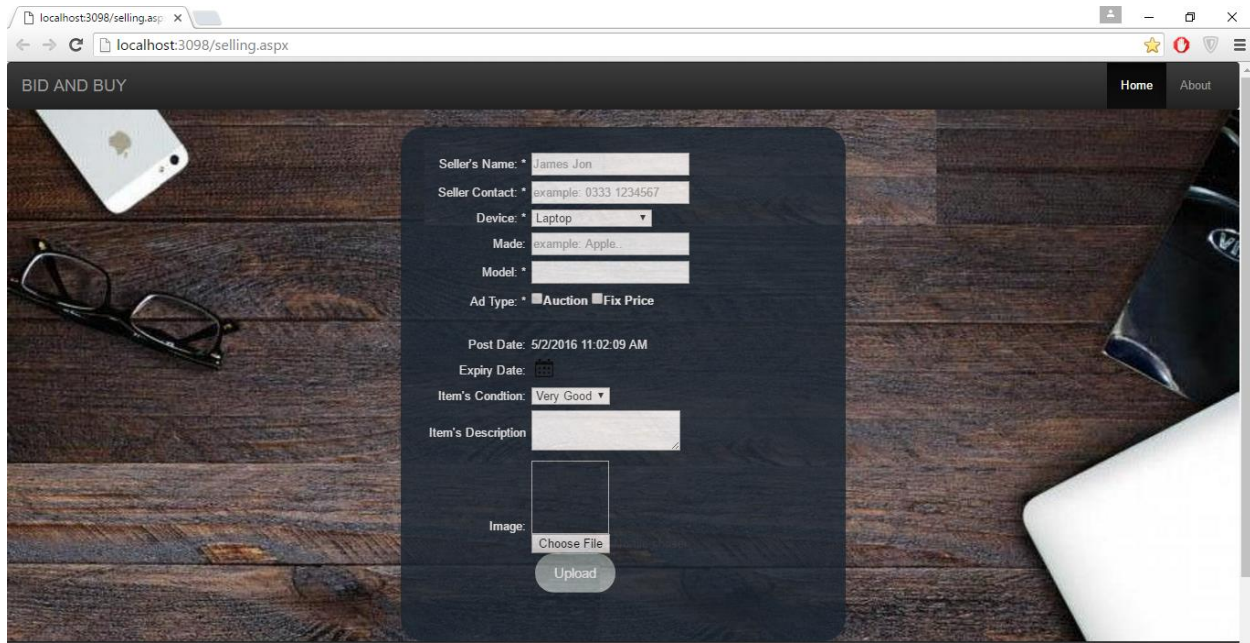 localhost:3098/selling.asp
localhost:3098/selling.aspx
BID AND BUY
Home About
Seller's Name: * James Jon
Seller Contact: * example: 0333 1234567
Device: * Laptop
Made: example: Apple..
Model: *
Ad Type: * Auction Fix Price
Post Date: 5/2/2016 11:02:09 AM
Expiry Date:
Item's Condtion: Very Good
Item's Description
Image:
Choose File
Upload